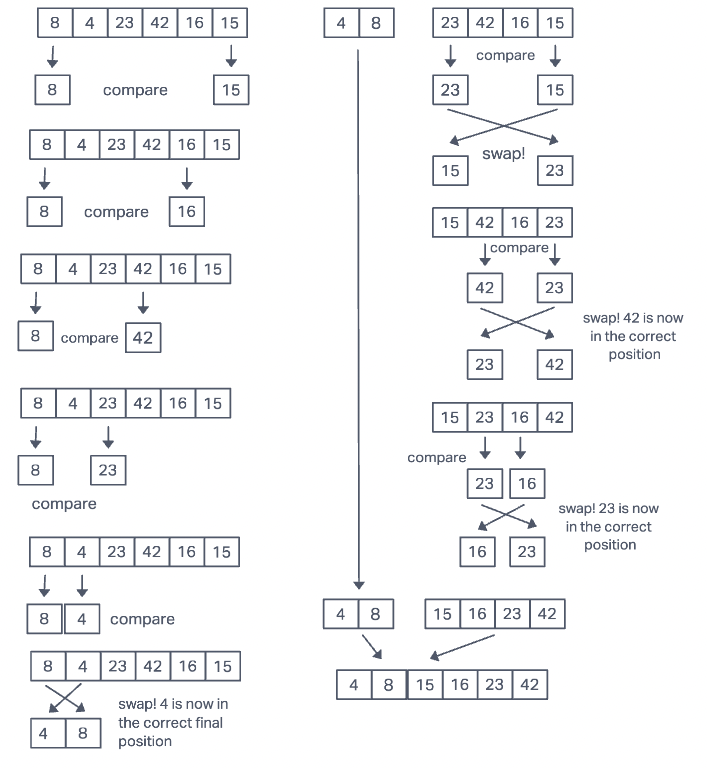 8 4 23 42 16 15
8 compare 15
8 4 23 42 16 15
8 compare 16
8 4 23 42 16 15
8 compare 42
8 4 23 42 16 15
8 23
compare
8 4 23 42 16 15
8 4 compare
8 4 23 42 16 15
swap! 4 is now in
the correct final
position
4 8
4 8
23 42 16 15
compare
23 15
swap!
15 23
15 42 16 23
compare
42 23
swap! 42 is now
in the correct
position
23 42
15 23 16 42
compare
23 16
swap! 23 is now
in the correct
position
16 23
4 8
15 16 23 42
4 8 15 16 23 42